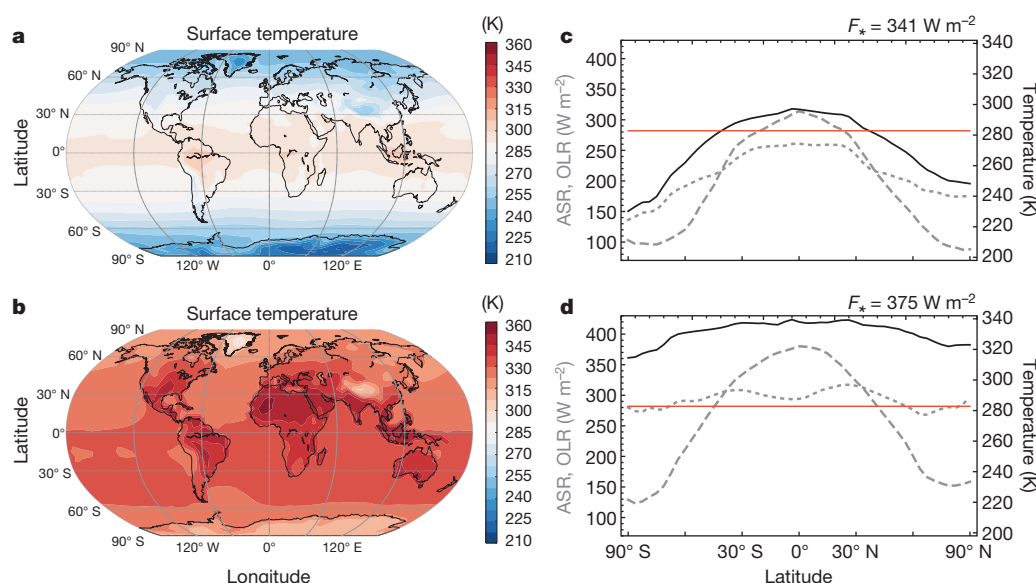 a
Surface temperature
(K)
90° N
60° N
30° N
0°
30° S
60° S
90° S
Latitude
120° W
0°
120° E
360
345
330
315
300
285
270
255
240
225
210
b
Surface temperature
(K)
90° N
60° N
30° N
0°
30° S
60° S
90° S
Latitude
120° W
0°
120° E
Longitude
360
345
330
315
300
285
270
255
240
225
210
c
F* = 341 W m−2
ASR, OLR (W m−2)
400
350
300
250
200
150
100
340
320
300
280
260
240
220
200
Temperature (K)
d
F* = 375 W m−2
ASR, OLR (W m−2)
400
350
300
250
200
150
100
340
320
300
280
260
240
220
200
Temperature (K)
90° S
30° S
0°
30° N
90° N
Latitude